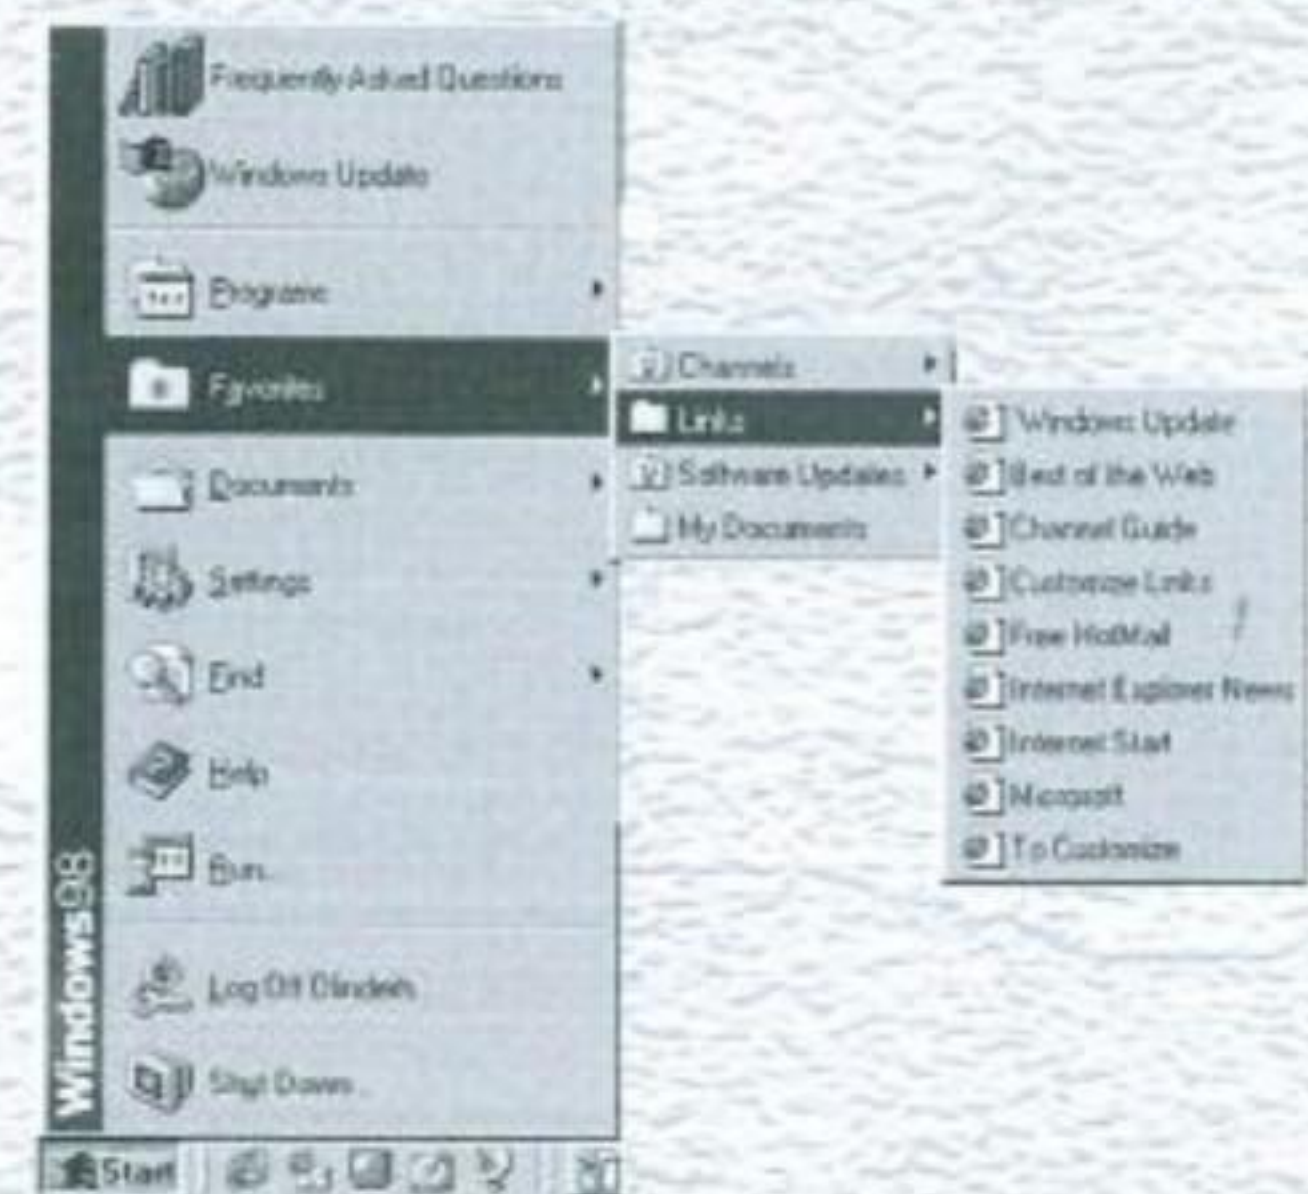 Frequently Asked Questions
Windows Update
Programs
Favorites
Documents
Settings
Find
Help
Run...
Log Off
Shut Down...
Windows98
Start
Channels
Links
Software Updates
My Documents
Windows Update
Best of the Web
Channel Guide
Customize Links
Free HotMail
Internet Explorer News
Internet Start
Microsoft
To Customize